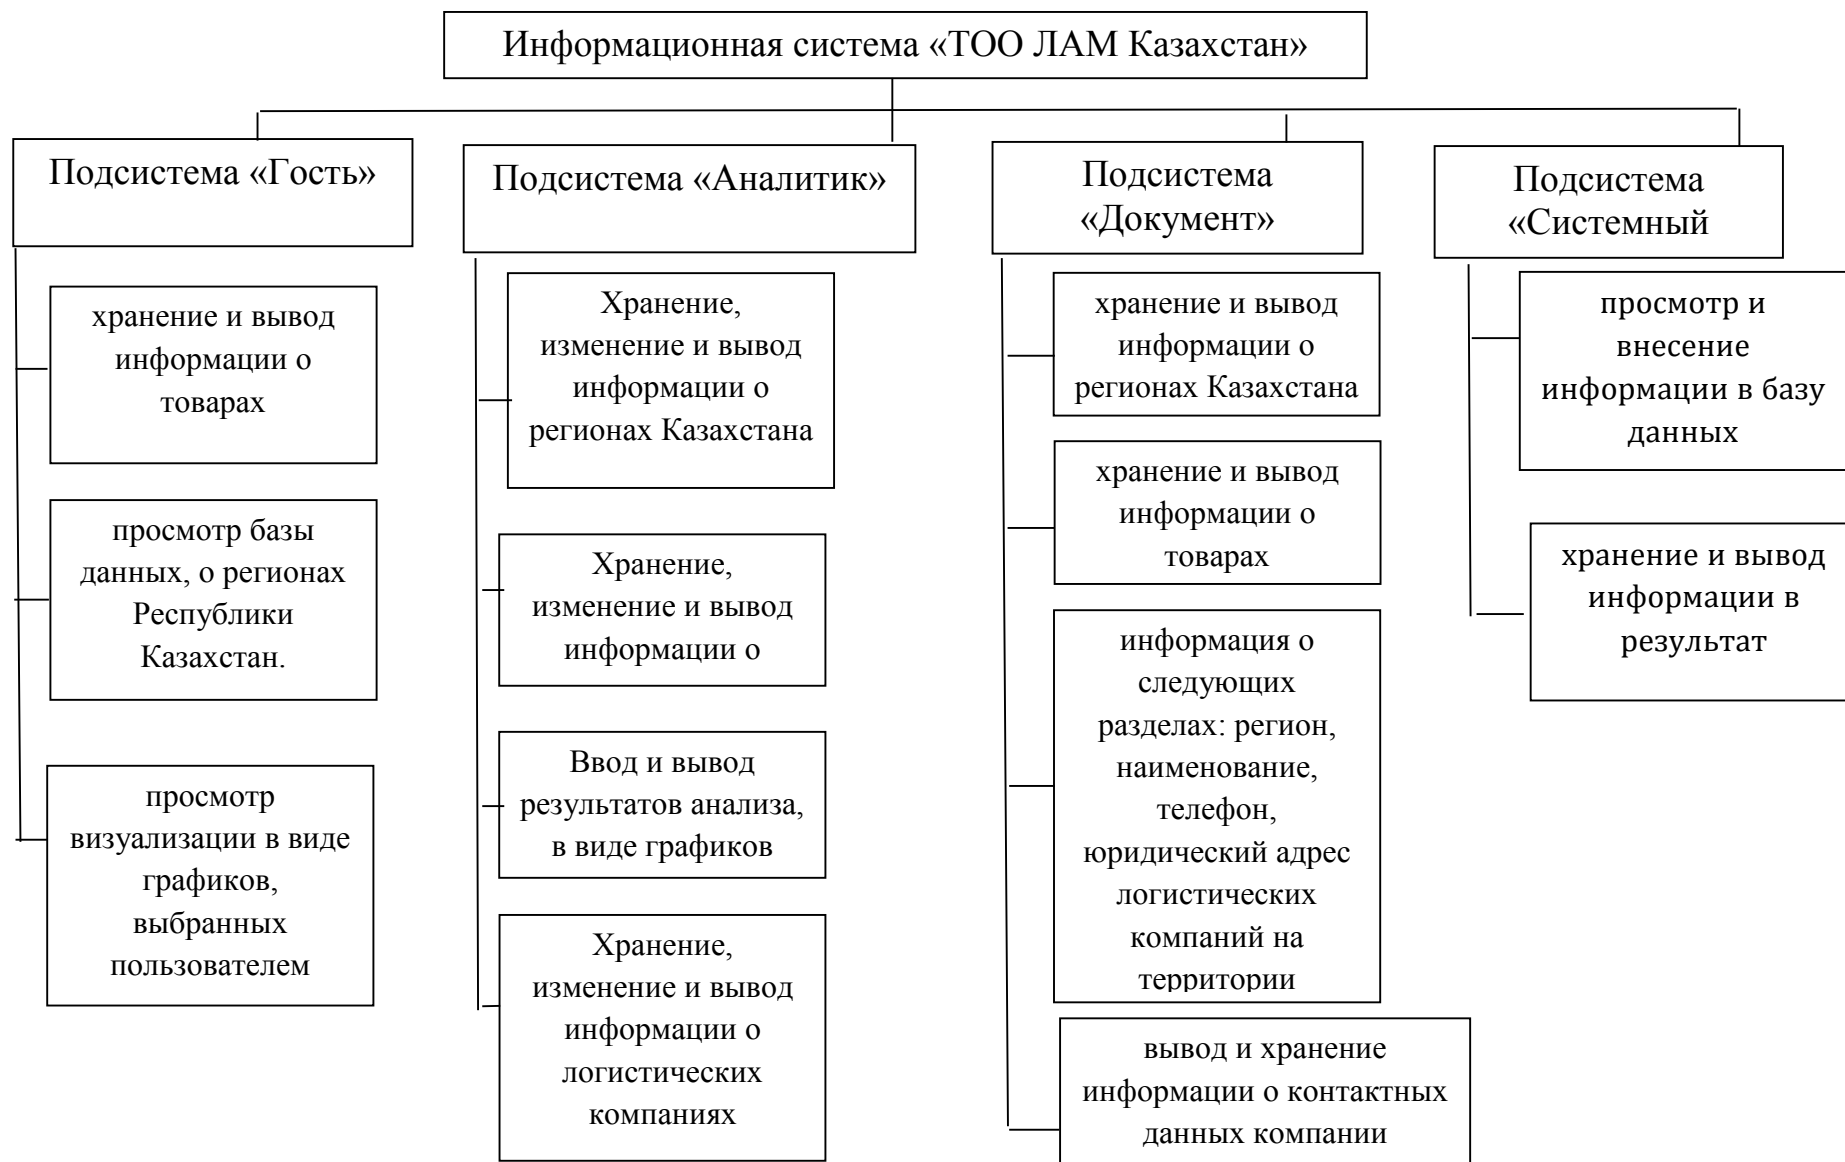 Информационная система «ТОО ЛАМ Казахстан»
Подсистема «Гость»
хранение и вывод
информации о
товарах
просмотр базы
данных, о регионах
Республики
Казахстан.
просмотр
визуализации в виде
графиков,
выбранных
пользователем
Подсистема «Аналитик»
Хранение,
изменение и вывод
информации о
регионах Казахстана
Хранение,
изменение и вывод
информации о
Ввод и вывод
результатов анализа,
в виде графиков
Хранение,
изменение и вывод
информации о
логистических
компаниях
Подсистема
«Документ»
хранение и вывод
информации о
регионах Казахстана
хранение и вывод
информации о
товарах
информация о
следующих
разделах: регион,
наименование,
телефон,
юридический адрес
логистических
компаний на
территории
вывод и хранение
информации о контактных
данных компании
Подсистема
«Системный
просмотр и
внесение
информации в базу
данных
хранение и вывод
информации в
результат